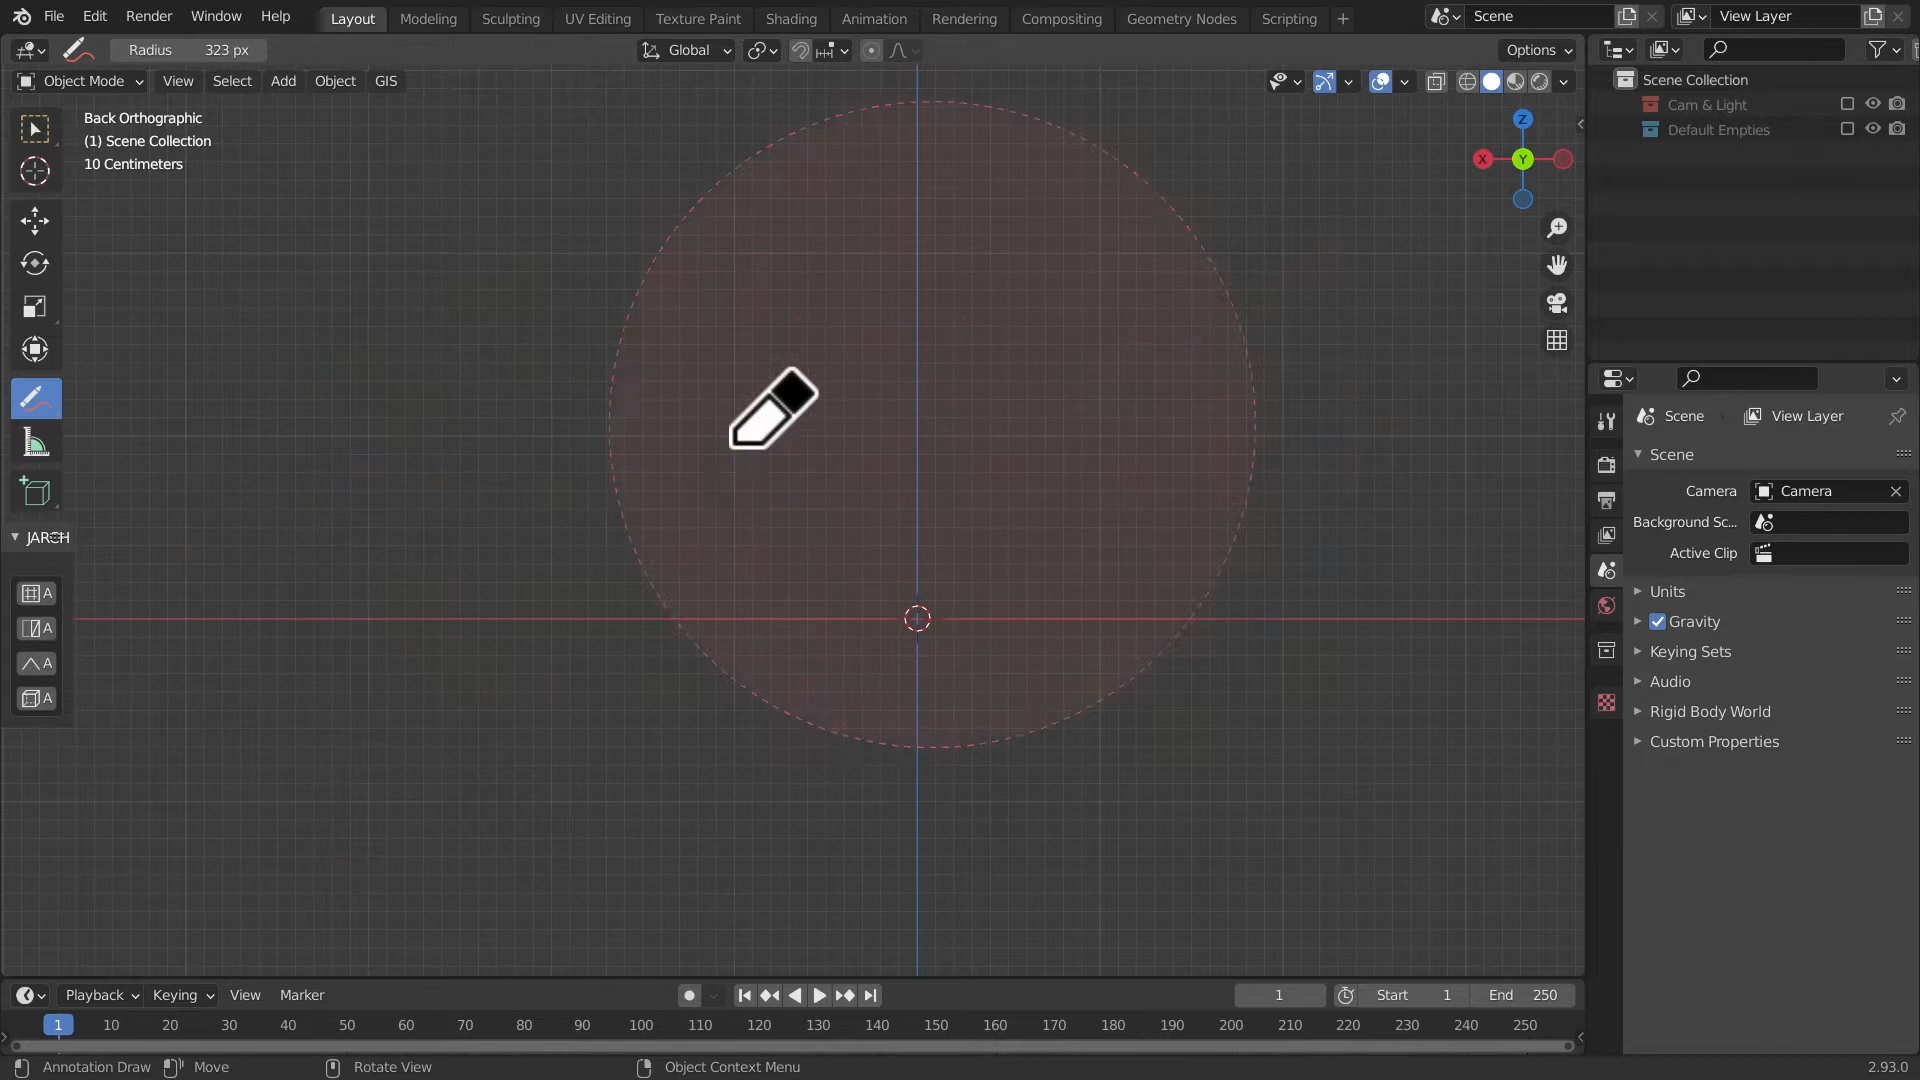 File Edit Render Window Help Layout Modeling Sculpting UV Editing Texture Paint Shading Animation Rendering Compositing Geometry Nodes Scripting Scene View Layer
Radius 323 px Global Options
Object Mode View Select Add Object GIS
Back Orthographic
(1) Scene Collection
10 Centimeters
Z
X
Y
JARCH
A
A
A
A
Scene Collection
Cam & Light
Default Empties
Scene View Layer
Scene
Camera Camera
Background Sc...
Active Clip
Units
Gravity
Keying Sets
Audio
Rigid Body World
Custom Properties
Playback Keying View Marker 1 Start 1 End 250
1 10 20 30 40 50 60 70 80 90 100 110 120 130 140 150 160 170 180 190 200 210 220 230 240 250
Annotation Draw Move Rotate View Object Context Menu 2.93.0